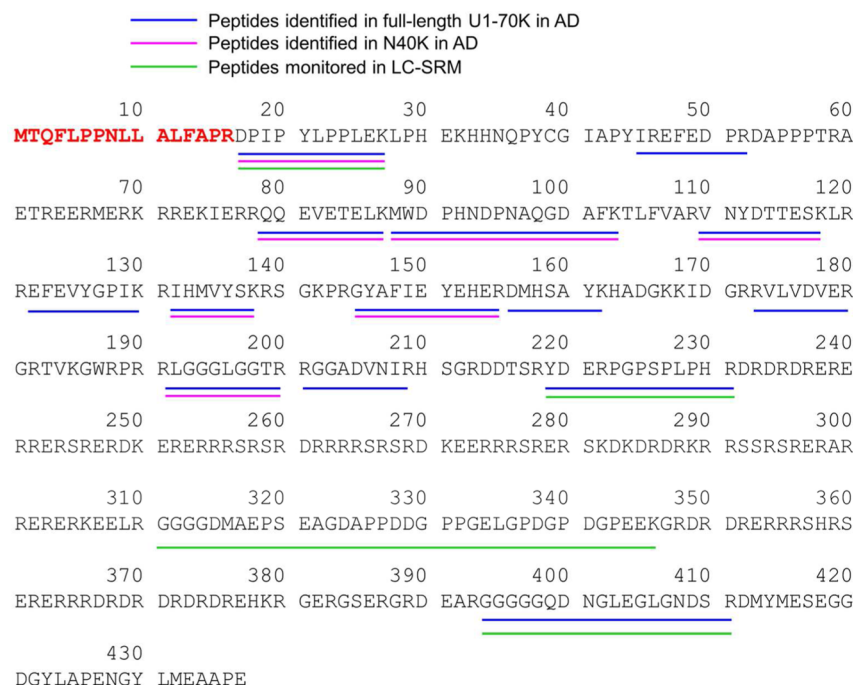 Peptides identified in full-length U1-70K in AD
Peptides identified in N40K in AD
Peptides monitored in LC-SRM
10 20 30 40 50 60
MTQFLPPNLL ALFAPRDPIP YLPPLEKLPH EKHHNQPYCG IAPYIREFED PRDAPPPTRA
70 80 90 100 110 120
ETREERMERK RREKIERRQQ EVETELKMWD PHNDPNAQGD AFKTLFVARV NYDTTESKLR
130 140 150 160 170 180
REFEVYGPIK RIHMVYSKRS GKPRGYAFIE YEHERDMHSAY KHADGKKID GRRVLVDVER
190 200 210 220 230 240
GRTVKGWRPR RLGGGLGGTR RGGADVNIRH SGRDDTSRYD ERPGPSPLPHR DRDRDRERE
250 260 270 280 290 300
RRERSRERDK ERERRRSRSR DRRRRSRSRD KEERRRSRER SKDKDRDRKR RSSRSRERAR
310 320 330 340 350 360
RERERKEELR GGGGDMAEPS EAGDAPPDDG PPGELGPDGP DGPEEKGRDR DRERRRSHRS
370 380 390 400 410 420
ERERRRDRDR DRDRDREHKR GERGSERGRD EARGGGGGQD NGLEGLGNDS RDMYMESEGG
430
DGYLAPENGY LMEAAPE